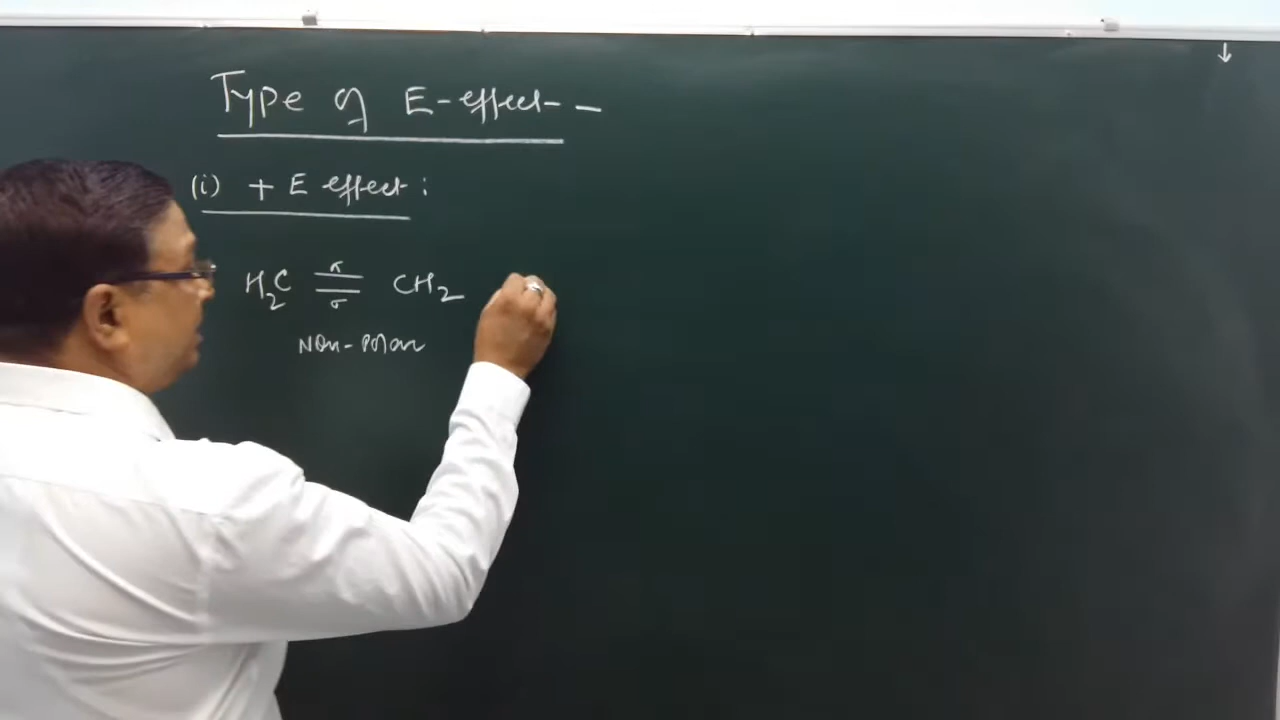 Type of E-effect-
(i) + E effect:
π
H₂C = CH₂
σ
Non-Polar